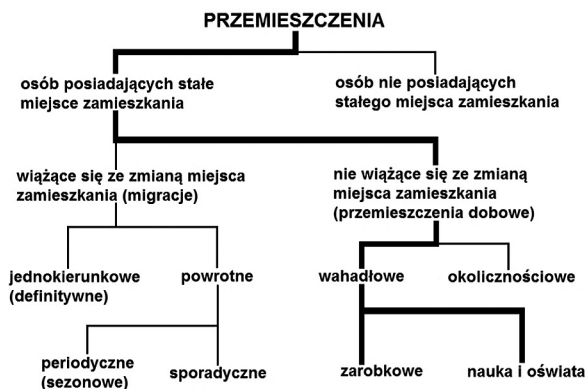 PRZEMIESZCZENIA
osób posiadających stałe
miejsce zamieszkania
osób nie posiadających
stałego miejsca zamieszkania
wiążące się ze zmianą miejsca
zamieszkania (migracje)
nie wiążące się ze zmianą
miejsca zamieszkania
(przemieszczenia dobowe)
jednokierunkowe
(definitywne)
powrotne
wahadłowe
okolicznościowe
periodyczne
(sezonowe)
sporadyczne
zarobkowe
nauka i oświata